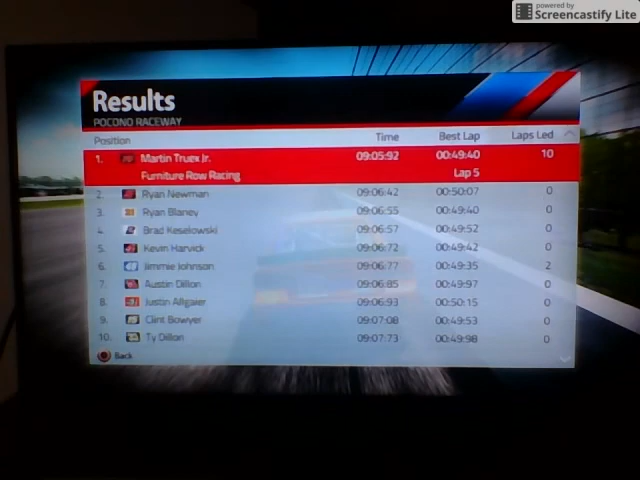 powered by
Screencastify Lite
Results
POCONO RACEWAY
Position Time Best Lap Laps Led
1. Martin Truex Jr. 09:05:92 00:49:40 10
Furniture Row Racing Lap 5
2. Ryan Newman 09:06:42 00:50:07 0
3. Ryan Blaney 09:06:55 00:49:40 0
4. Brad Keselowski 09:06:57 00:49:52 0
5. Kevin Harvick 09:06:72 00:49:42 0
6. Jimmie Johnson 09:06:77 00:49:35 2
7. Austin Dillon 09:06:85 00:49:97 0
8. Justin Allgaier 09:06:93 00:50:15 0
9. Clint Bowyer 09:07:08 00:49:53 0
10. Ty Dillon 09:07:73 00:49:98 0
Back